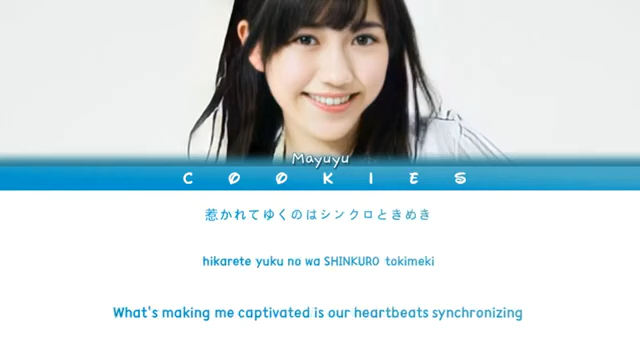 Mayuyu
COOKIES
惹かれてゆくのはシンクロときめき
hikarete yuku no wa SHINKURO tokimeki
What's making me captivated is our heartbeats synchronizing